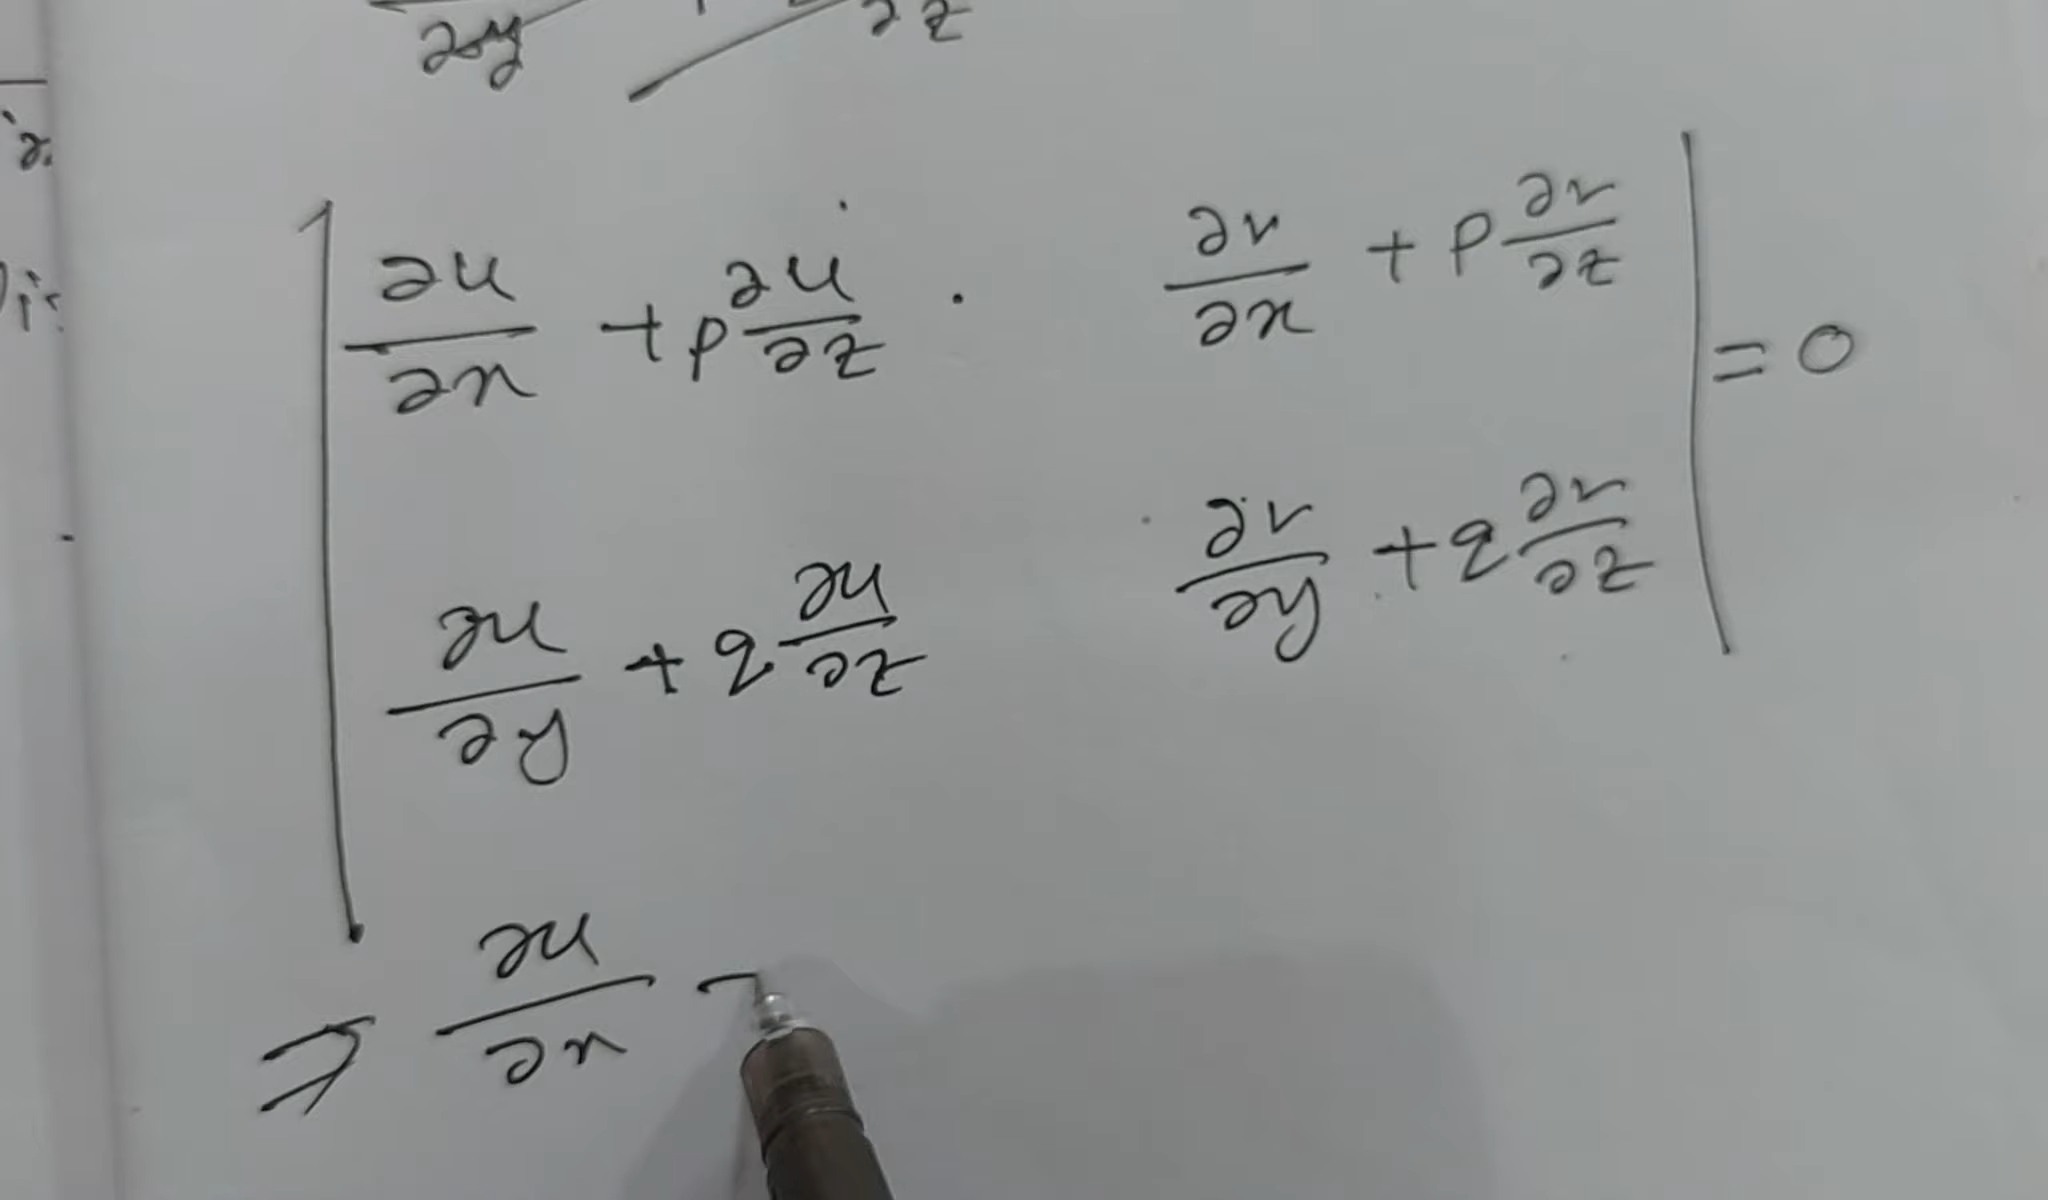 ∂y ∂z
| ∂u/∂x + p ∂u/∂z . ∂v/∂x + p ∂v/∂z | = 0
| ∂u/∂y + q ∂u/∂z ∂v/∂y + q ∂v/∂z |
⇒ ∂u/∂x